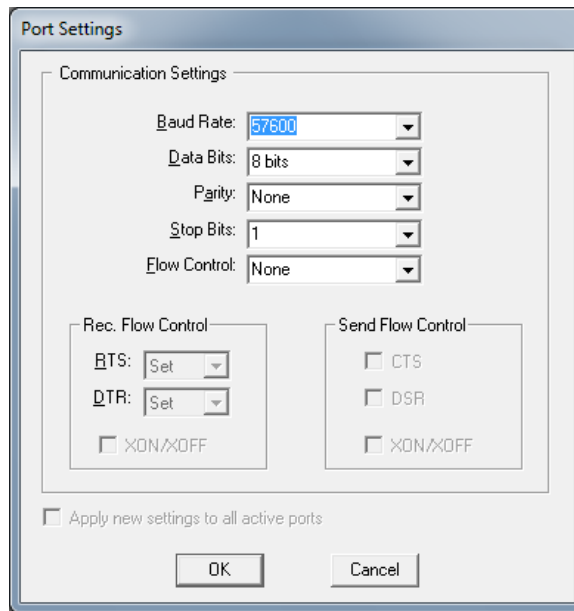 Port Settings
Communication Settings
Baud Rate: 57600
Data Bits: 8 bits
Parity: None
Stop Bits: 1
Flow Control: None
Rec. Flow Control
RTS: Set
DTR: Set
XON/XOFF
Send Flow Control
CTS
DSR
XON/XOFF
Apply new settings to all active ports
OK
Cancel